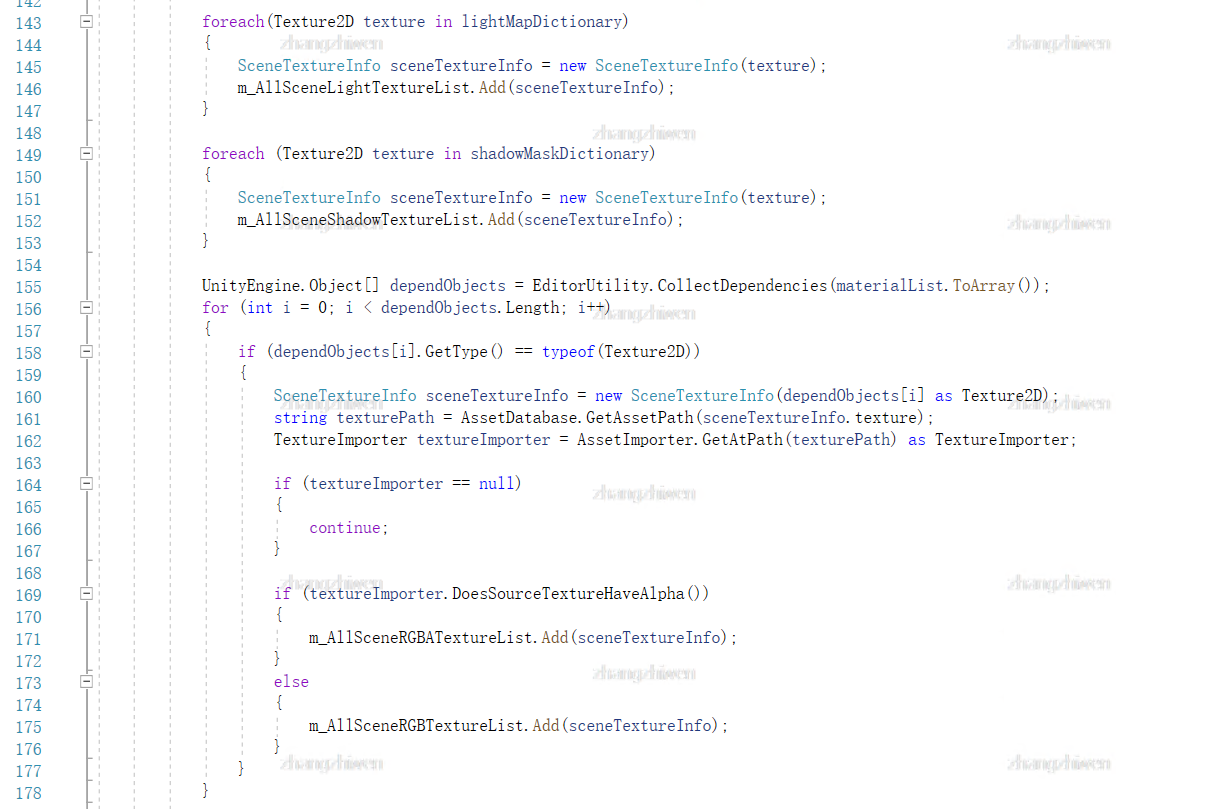 142
143 foreach(Texture2D texture in lightMapDictionary)
144 {
145 SceneTextureInfo sceneTextureInfo = new SceneTextureInfo(texture);
146 m_AllSceneLightTextureList.Add(sceneTextureInfo);
147 }
148
149 foreach (Texture2D texture in shadowMaskDictionary)
150 {
151 SceneTextureInfo sceneTextureInfo = new SceneTextureInfo(texture);
152 m_AllSceneShadowTextureList.Add(sceneTextureInfo);
153 }
154
155 UnityEngine.Object[] dependObjects = EditorUtility.CollectDependencies(materialList.ToArray());
156 for (int i = 0; i < dependObjects.Length; i++)
157 {
158 if (dependObjects[i].GetType() == typeof(Texture2D))
159 {
160 SceneTextureInfo sceneTextureInfo = new SceneTextureInfo(dependObjects[i] as Texture2D);
161 string texturePath = AssetDatabase.GetAssetPath(sceneTextureInfo.texture);
162 TextureImporter textureImporter = AssetImporter.GetAtPath(texturePath) as TextureImporter;
163
164 if (textureImporter == null)
165 {
166 continue;
167 }
168
169 if (textureImporter.DoesSourceTextureHaveAlpha())
170 {
171 m_AllSceneRGBATextureList.Add(sceneTextureInfo);
172 }
173 else
174 {
175 m_AllSceneRGBTextureList.Add(sceneTextureInfo);
176 }
177 }
178 }